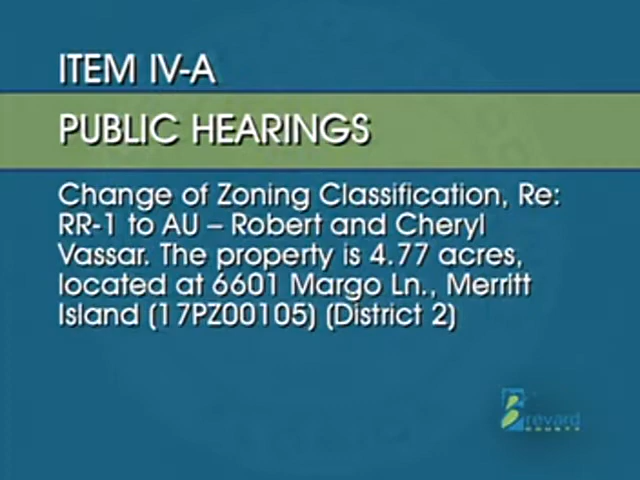 ITEM IV-A
PUBLIC HEARINGS
Change of Zoning Classification, Re:
RR-1 to AU – Robert and Cheryl
Vassar. The property is 4.77 acres,
located at 6601 Margo Ln., Merritt
Island (17PZ00105) (District 2)
Brevard
COUNTY